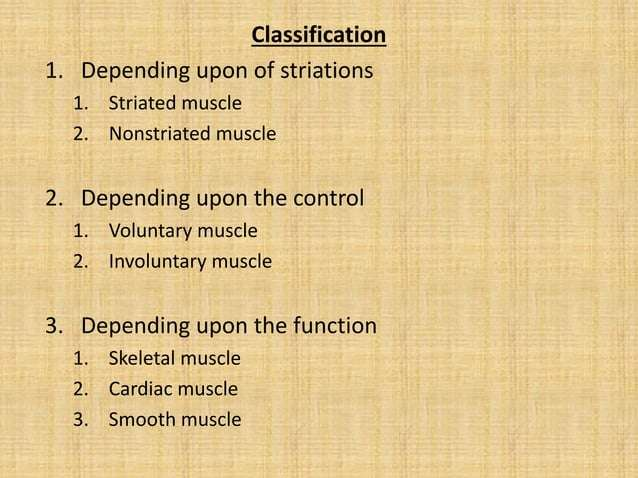 Classification
1. Depending upon of striations
1. Striated muscle
2. Nonstriated muscle
2. Depending upon the control
1. Voluntary muscle
2. Involuntary muscle
3. Depending upon the function
1. Skeletal muscle
2. Cardiac muscle
3. Smooth muscle